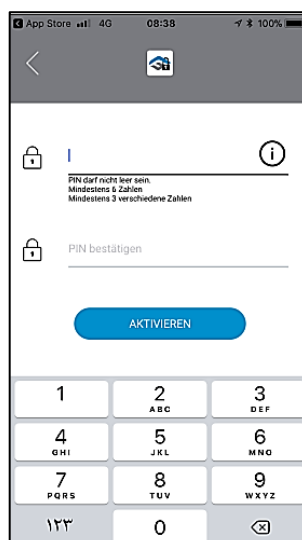 App Store 4G 08:38 100%
PIN darf nicht leer sein.
Mindestens 6 Zahlen
Mindestens 3 verschiedene Zahlen
PIN bestätigen
AKTIVIEREN
1 2 3
ABC DEF
4 5 6
GHI JKL MNO
7 8 9
PQRS TUV WXYZ
١٢٣ 0